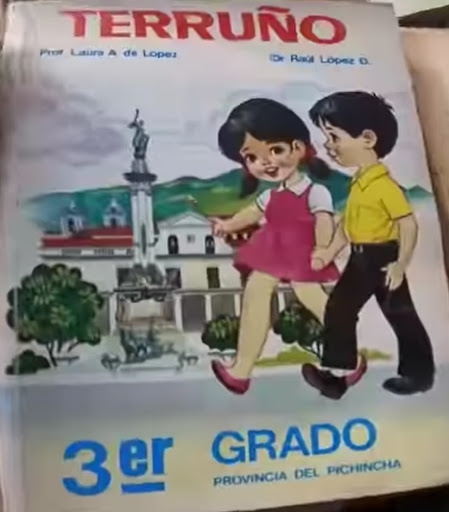 TERRUÑO
Prof. Laura A. de Lopez
Dr Raúl López D.
3er GRADO
PROVINCIA DEL PICHINCHA